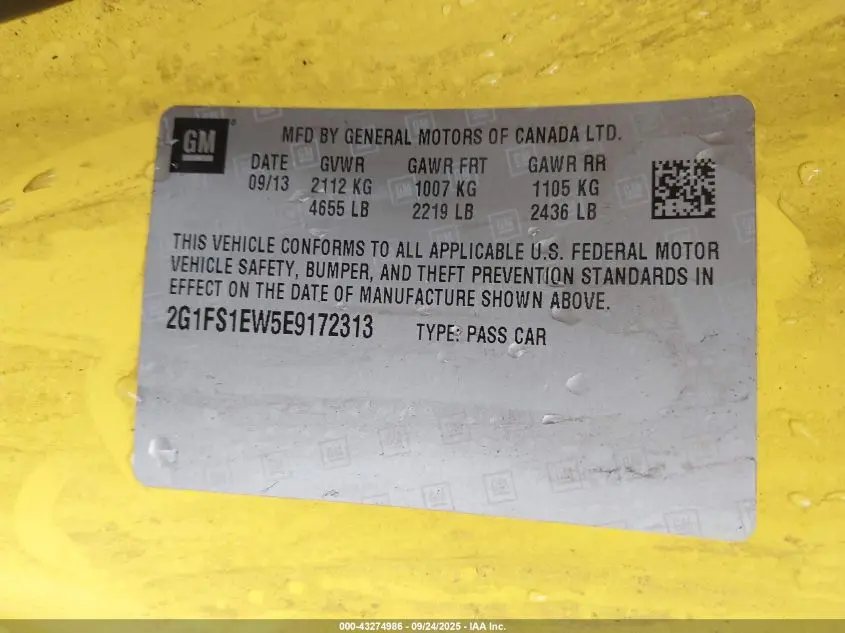 GM
MFD BY GENERAL MOTORS OF CANADA LTD.
DATE GVWR GAWR FRT GAWR RR
09/13 2112 KG 1007 KG 1105 KG
4655 LB 2219 LB 2436 LB
THIS VEHICLE CONFORMS TO ALL APPLICABLE U.S. FEDERAL MOTOR
VEHICLE SAFETY, BUMPER, AND THEFT PREVENTION STANDARDS IN
EFFECT ON THE DATE OF MANUFACTURE SHOWN ABOVE.
2G1FS1EW5E9172313 TYPE: PASS CAR
000-43274986 - 09/24/2025 - IAA Inc.